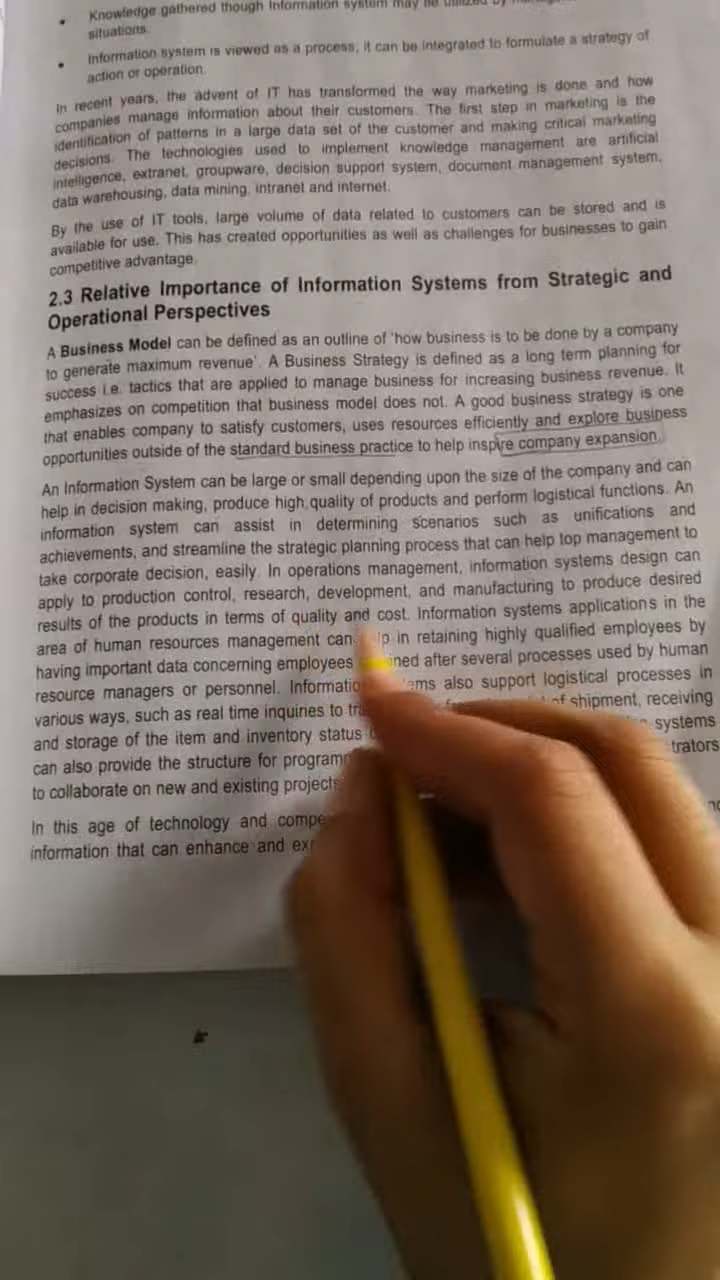 Knowledge gathered though Information system may be utilized by
situations.
Information system is viewed as a process, it can be integrated to formulate a strategy of
action or operation.
In recent years, the advent of IT has transformed the way marketing is done and how
companies manage information about their customers. The first step in marketing is the
identification of patterns in a large data set of the customer and making critical marketing
decisions. The technologies used to implement knowledge management are artificial
intelligence, extranet, groupware, decision support system, document management system,
data warehousing, data mining, intranet and internet.
By the use of IT tools, large volume of data related to customers can be stored and is
available for use. This has created opportunities as well as challenges for businesses to gain
competitive advantage.
2.3 Relative Importance of Information Systems from Strategic and
Operational Perspectives
A Business Model can be defined as an outline of 'how business is to be done by a company
to generate maximum revenue'. A Business Strategy is defined as a long term planning for
success i.e. tactics that are applied to manage business for increasing business revenue. It
emphasizes on competition that business model does not. A good business strategy is one
that enables company to satisfy customers, uses resources efficiently and explore business
opportunities outside of the standard business practice to help inspire company expansion.
An Information System can be large or small depending upon the size of the company and can
help in decision making, produce high quality of products and perform logistical functions. An
information system can assist in determining scenarios such as unifications and
achievements, and streamline the strategic planning process that can help top management to
take corporate decision, easily. In operations management, information systems design can
apply to production control, research, development, and manufacturing to produce desired
results of the products in terms of quality and cost. Information systems applications in the
area of human resources management can in retaining highly qualified employees by
having important data concerning employees after several processes used by human
resource managers or personnel. also support logistical processes in
various ways, such as real time inquiries to of shipment, receiving
and storage of the item and inventory status systems
can also provide the structure for
to collaborate on new and existing projects
In this age of technology and
information that can enhance and